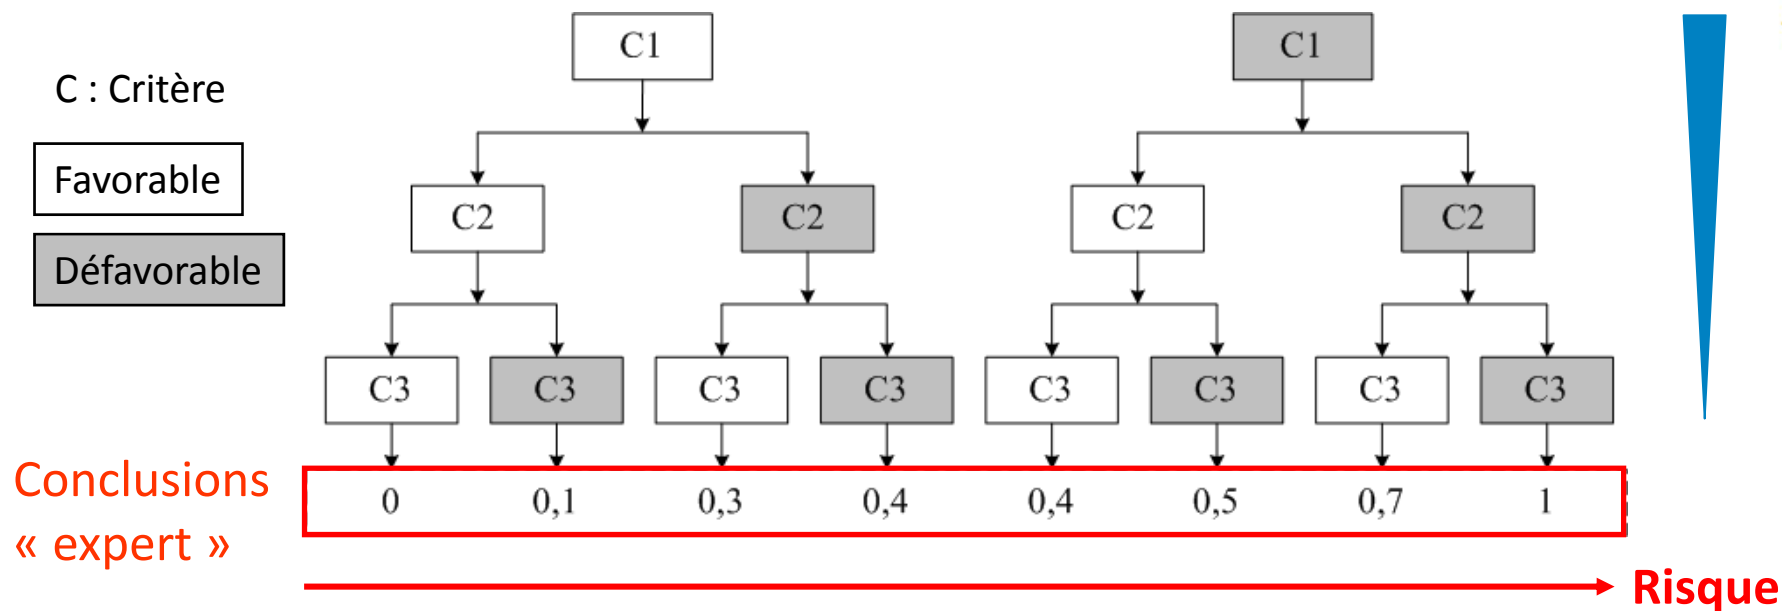 C1 C1
C : Critère
Favorable
C2 C2 C2 C2
Défavorable
C3 C3 C3 C3 C3 C3 C3 C3
Conclusions
« expert »
0 0,1 0,3 0,4 0,4 0,5 0,7 1
Risque